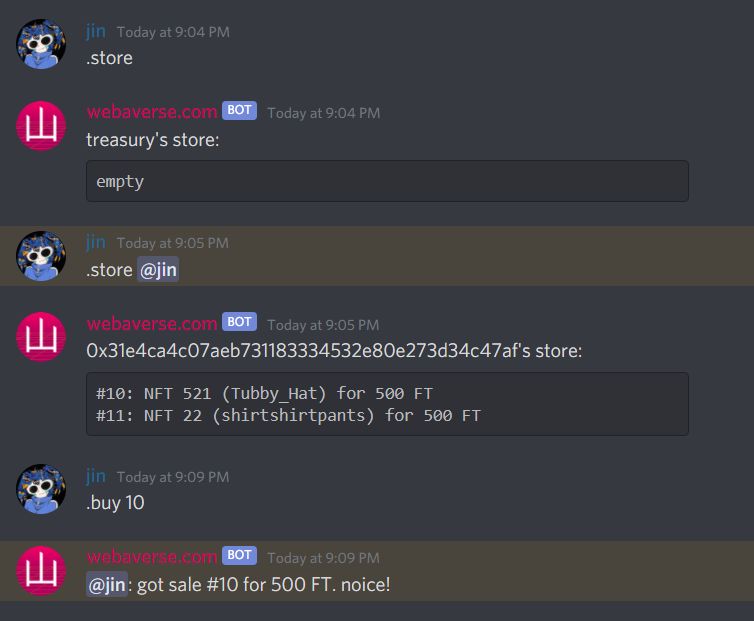 jin Today at 9:04 PM
.store
webaverse.com BOT Today at 9:04 PM
treasury's store:
empty
jin Today at 9:05 PM
.store @jin
webaverse.com BOT Today at 9:05 PM
0x31e4ca4c07aeb731183334532e80e273d34c47af's store:
#10: NFT 521 (Tubby_Hat) for 500 FT
#11: NFT 22 (shirtshirtpants) for 500 FT
jin Today at 9:09 PM
.buy 10
webaverse.com BOT Today at 9:09 PM
@jin: got sale #10 for 500 FT. noice!